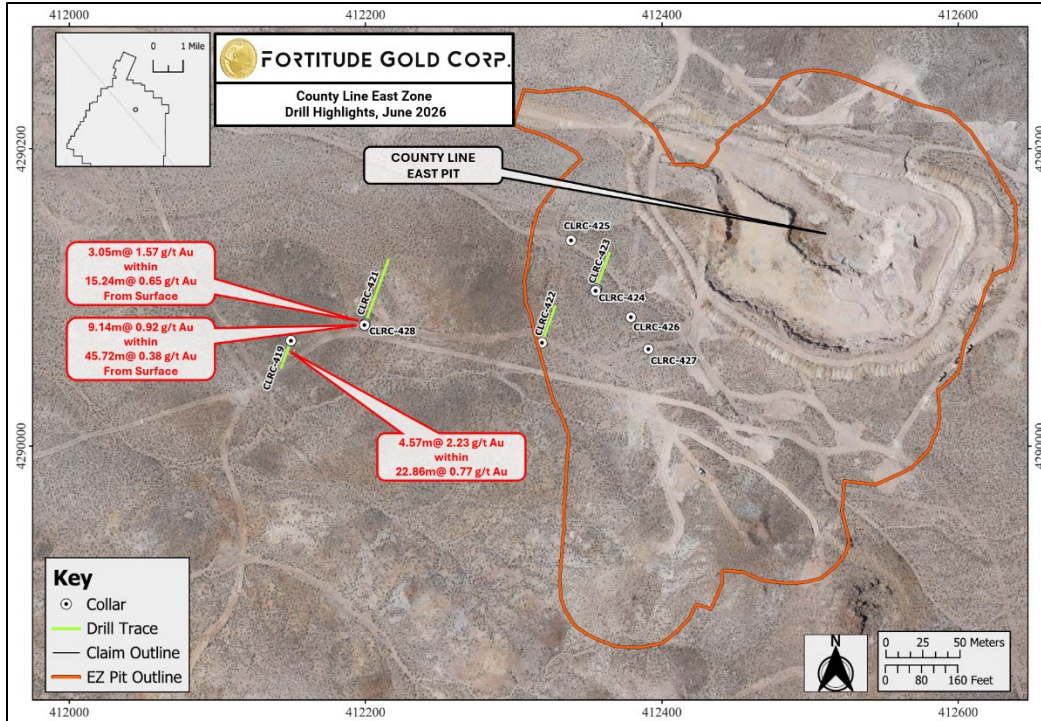 412000
412200
412400
412600
0 1 Mile
FORTITUDE GOLD CORP.
County Line East Zone
Drill Highlights, June 2026
4290200
4290200
COUNTY LINE
EAST PIT
CLRC-425
CLRC-423
CLRC-424
3.05m@ 1.57 g/t Au
within
15.24m@ 0.65 g/t Au
From Surface
CLRC-421
CLRC-422
CLRC-426
CLRC-428
9.14m@ 0.92 g/t Au
within
45.72m@ 0.38 g/t Au
From Surface
CLRC-419
CLRC-427
4.57m@ 2.23 g/t Au
within
22.86m@ 0.77 g/t Au
4290000
4290000
Key
Collar
Drill Trace
Claim Outline
EZ Pit Outline
N
0 25 50 Meters
0 80 160 Feet
412000
412200
412400
412600